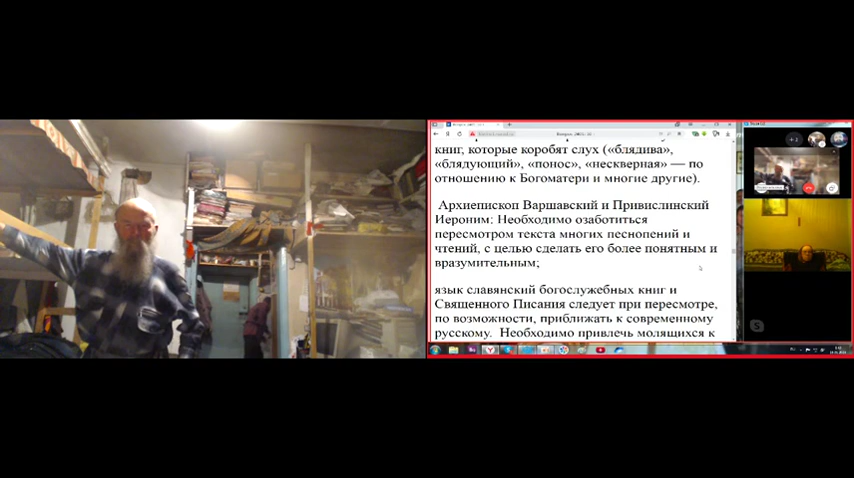 книг, которые коробят слух («блядива»,
«блядующий», «понос», «нескверная» — по
отношению к Богоматери и многие другие).
Архиепископ Варшавский и Привислинский
Иероним: Необходимо озаботиться
пересмотром текста многих песнопений и
чтений, с целью сделать его более понятным и
вразумительным;
язык славянский богослужебных книг и
Священного Писания следует при пересмотре,
по возможности, приближать к современному
русскому. Необходимо привлечь молящихся к